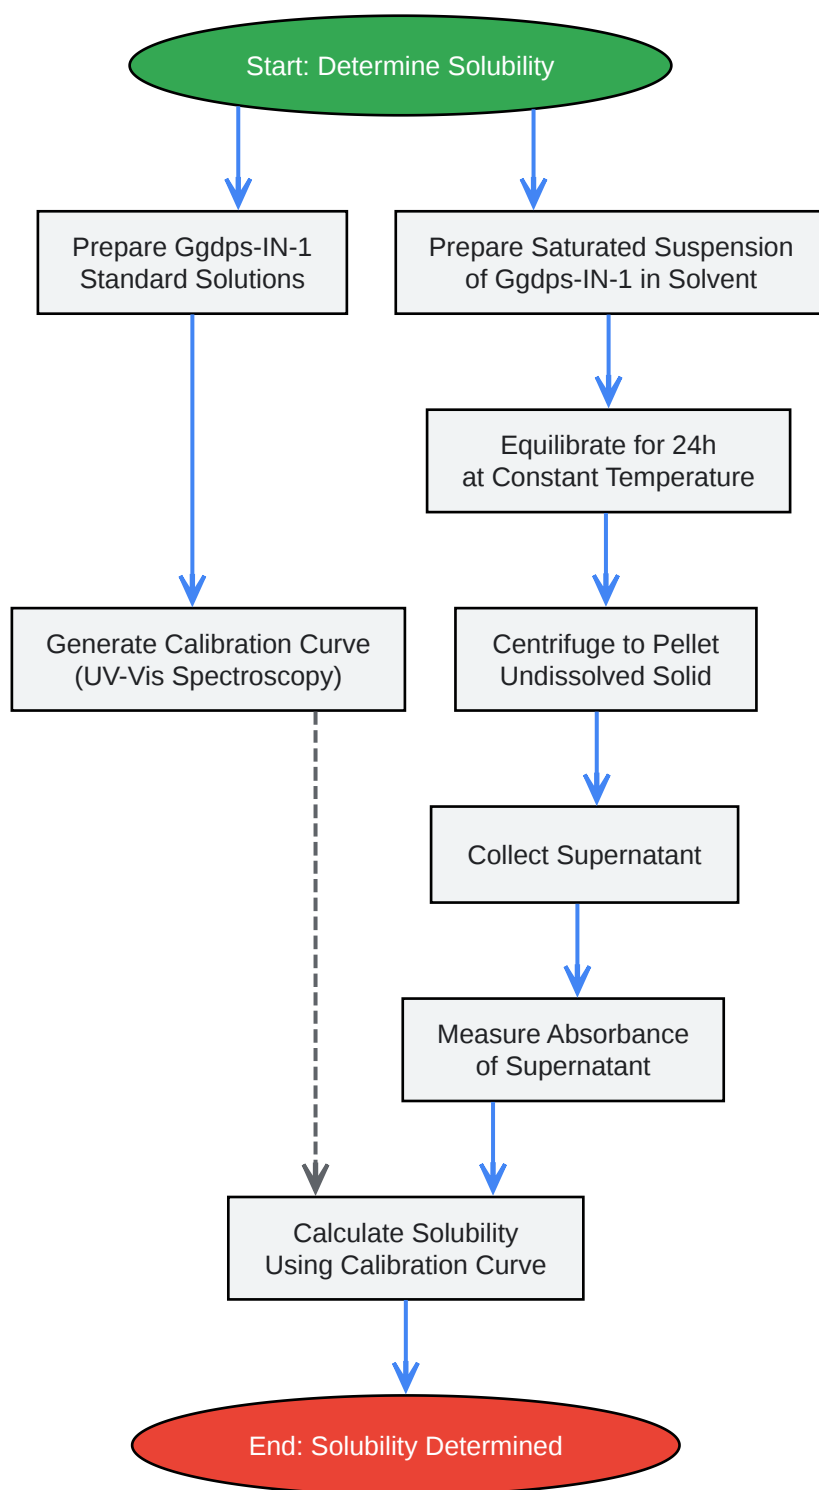 Start: Determine Solubility
Prepare Ggdps-IN-1
Standard Solutions
Prepare Saturated Suspension
of Ggdps-IN-1 in Solvent
Equilibrate for 24h
at Constant Temperature
Generate Calibration Curve
(UV-Vis Spectroscopy)
Centrifuge to Pellet
Undissolved Solid
Collect Supernatant
Measure Absorbance
of Supernatant
Calculate Solubility
Using Calibration Curve
End: Solubility Determined